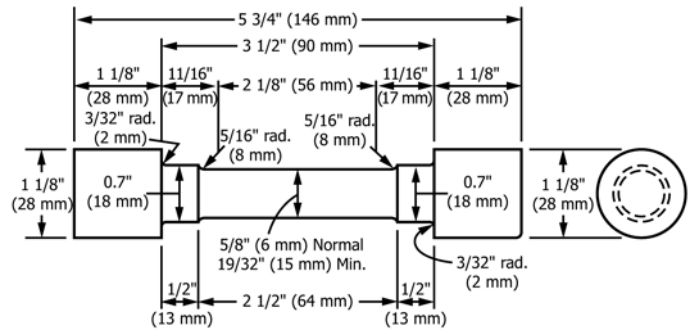 5 3/4" (146 mm)
3 1/2" (90 mm)
1 1/8"
(28 mm)
11/16"
(17 mm)
2 1/8" (56 mm)
11/16"
(17 mm)
1 1/8"
(28 mm)
3/32" rad.
(2 mm)
5/16" rad.
(8 mm)
5/16" rad.
(8 mm)
1 1/8"
(28 mm)
0.7"
(18 mm)
0.7"
(18 mm)
1 1/8"
(28 mm)
5/8" (6 mm) Normal
19/32" (15 mm) Min.
3/32" rad.
(2 mm)
1/2"
(13 mm)
2 1/2" (64 mm)
1/2"
(13 mm)